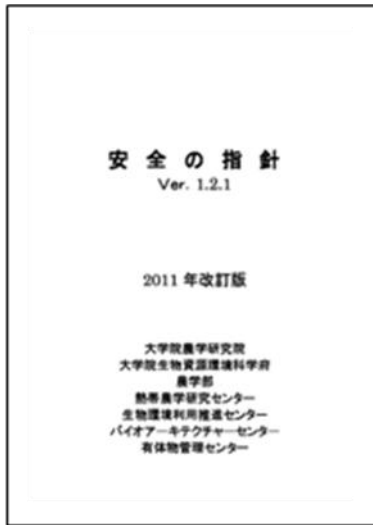 安全の指針
Ver. 1.2.1
2011 年改訂版
大学院農学研究院
大学院生物資源環境科学府
農学部
熱帯農学研究センター
生物環境利用推進センター
バイオアーキテクチャーセンター
有体物管理センター